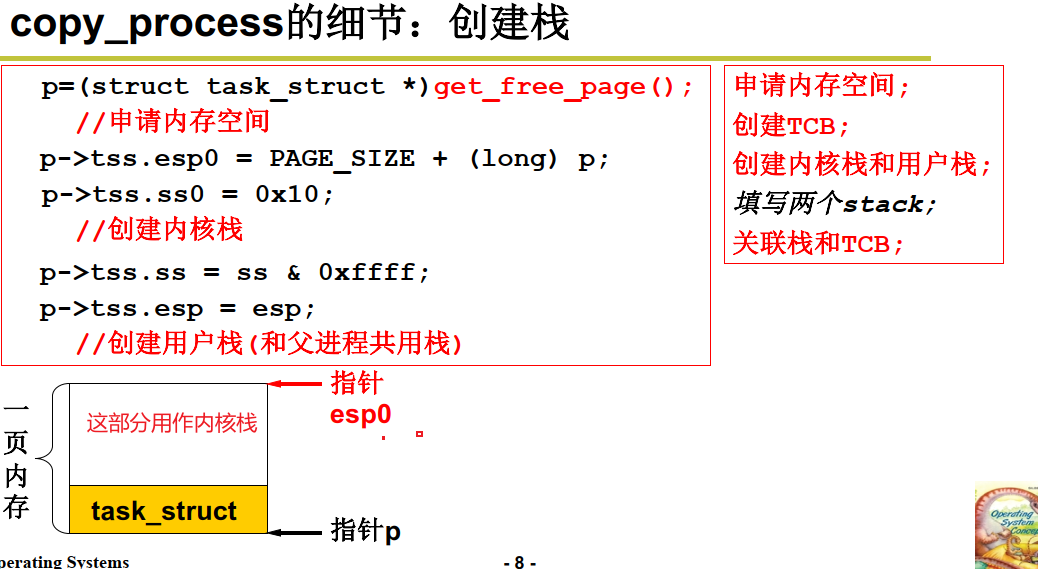 copy_process的细节：创建栈
p=(struct task_struct *)get_free_page();
//申请内存空间
p->tss.esp0 = PAGE_SIZE + (long) p;
p->tss.ss0 = 0x10;
//创建内核栈
p->tss.ss = ss & 0xffff;
p->tss.esp = esp;
//创建用户栈(和父进程共用栈)
申请内存空间;
创建TCB;
创建内核栈和用户栈;
填写两个stack;
关联栈和TCB;
一页内存
这部分用作内核栈
task_struct
指针
esp0
指针p
perating Systems
- 8 -
Operating
System
Concep